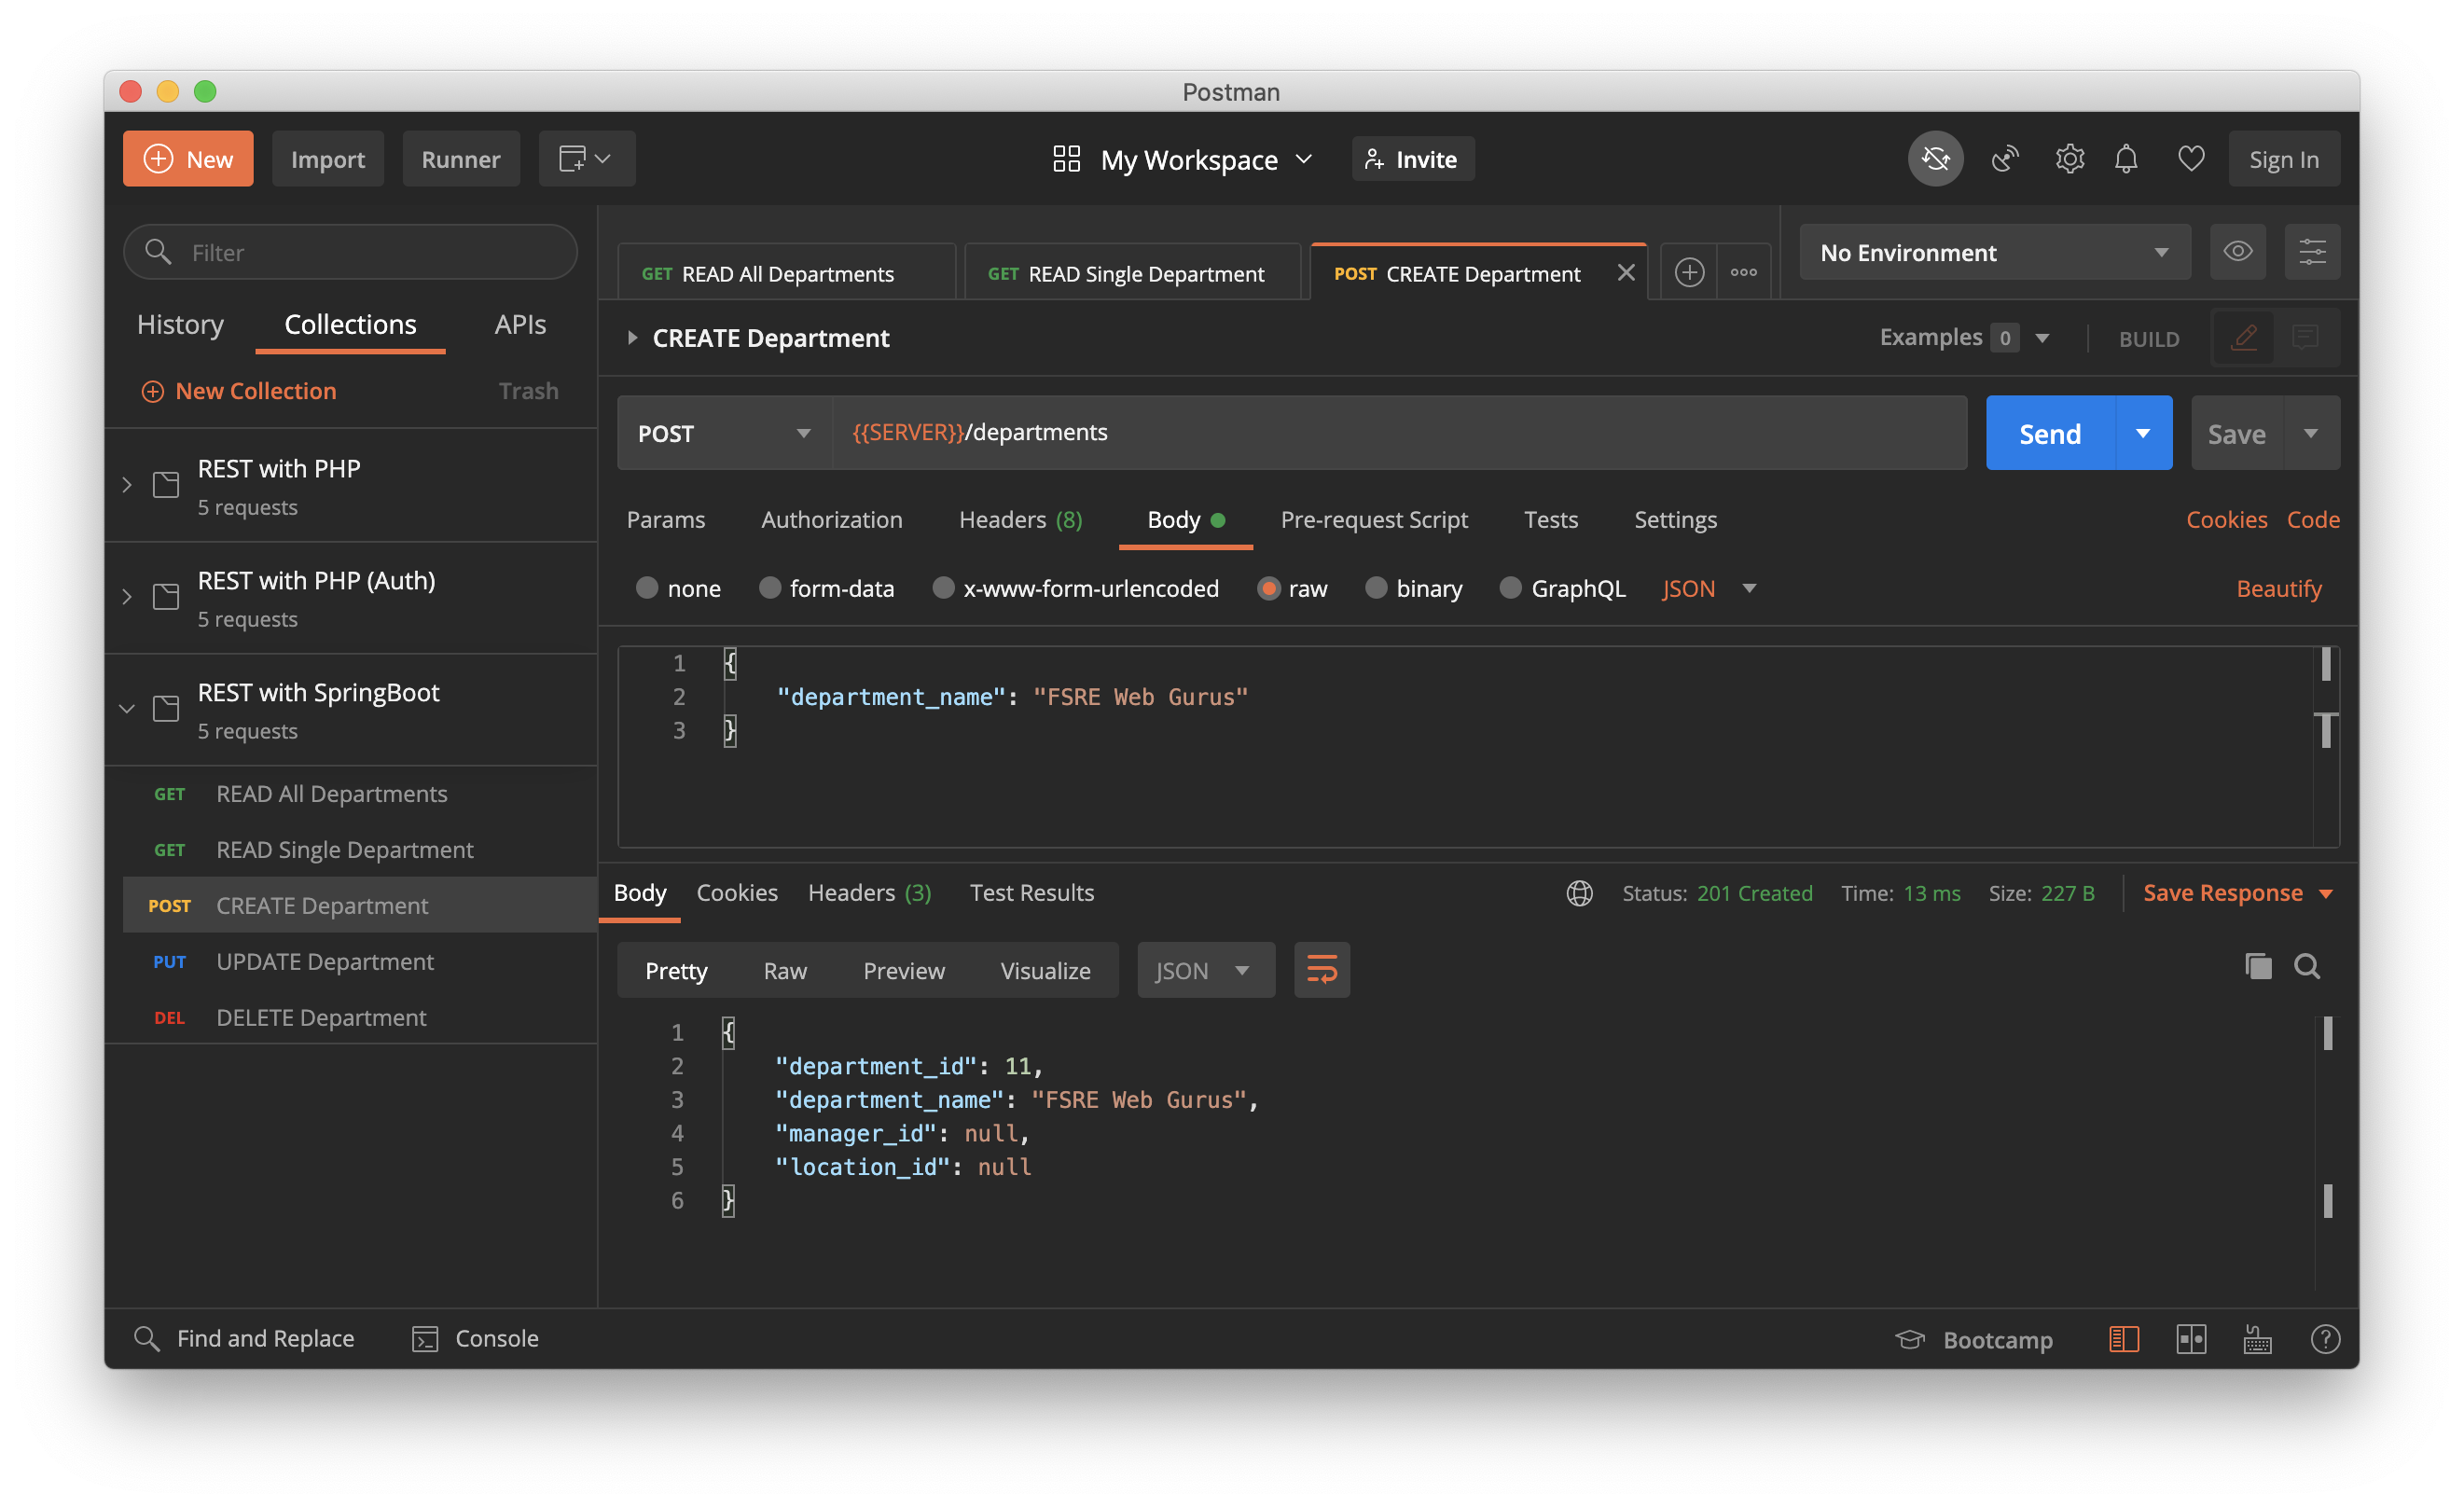 Postman
New Import Runner My Workspace Invite Sign In
Filter
History Collections APIs
New Collection Trash
REST with PHP
5 requests
REST with PHP (Auth)
5 requests
REST with SpringBoot
5 requests
GET READ All Departments
GET READ Single Department
POST CREATE Department
PUT UPDATE Department
DEL DELETE Department
GET READ All Departments GET READ Single Department POST CREATE Department No Environment
CREATE Department Examples 0 BUILD
POST {{SERVER}}/departments Send Save
Params Authorization Headers (8) Body Pre-request Script Tests Settings Cookies Code
none form-data x-www-form-urlencoded raw binary GraphQL JSON Beautify
1 {
2 "department_name": "FSRE Web Gurus"
3 }
Body Cookies Headers (3) Test Results Status: 201 Created Time: 13 ms Size: 227 B Save Response
Pretty Raw Preview Visualize JSON
1 {
2 "department_id": 11,
3 "department_name": "FSRE Web Gurus",
4 "manager_id": null,
5 "location_id": null
6 }
Find and Replace Console Bootcamp